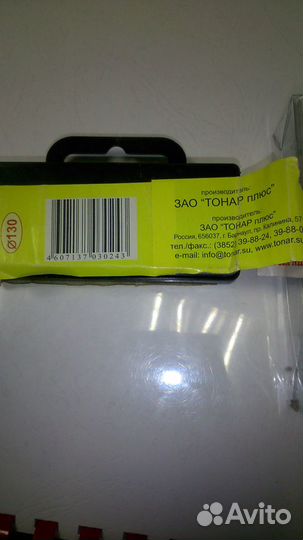 Ø130
4607137030243
производитель
ЗАО "ТОНАР плюс"
производитель:
ЗАО "ТОНАР плюс"
Россия, 656037, г. Барнаул, пр. Калинина, 57
тел./факс.: (3852) 39-88-24, 39-88-0
e-mail: info@tonar.su, www.tonar.su
Avito